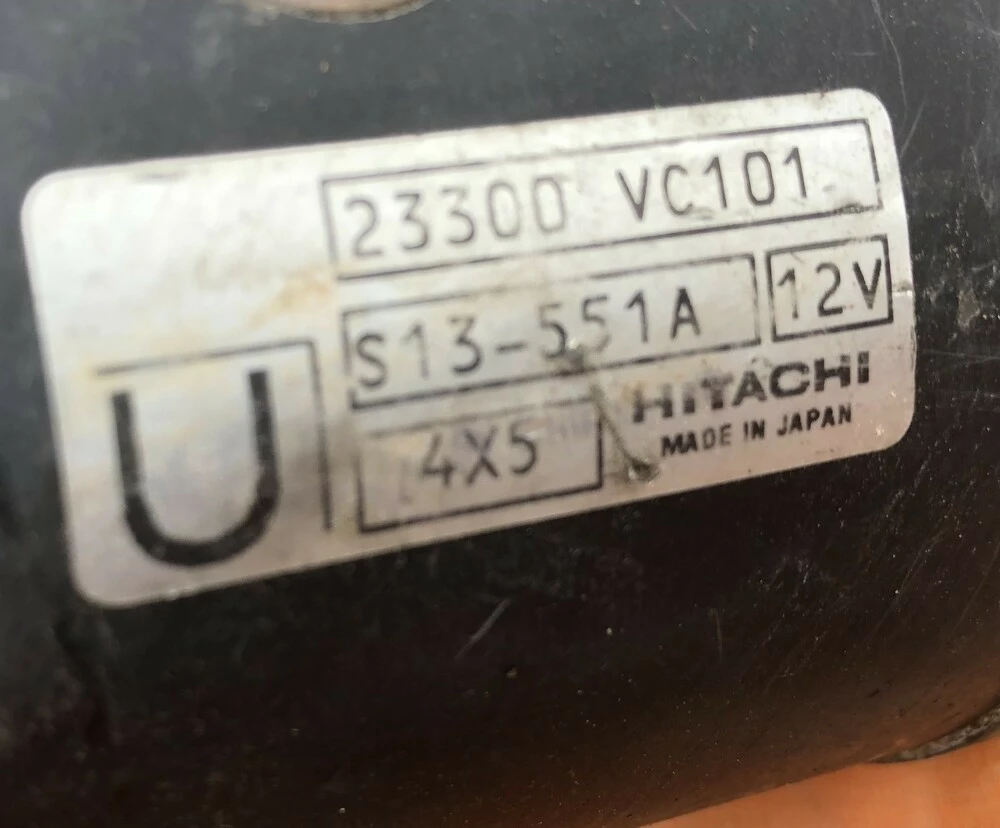 23300 VC101
S13-551A 12V
U 4X5 HITACHI
MADE IN JAPAN